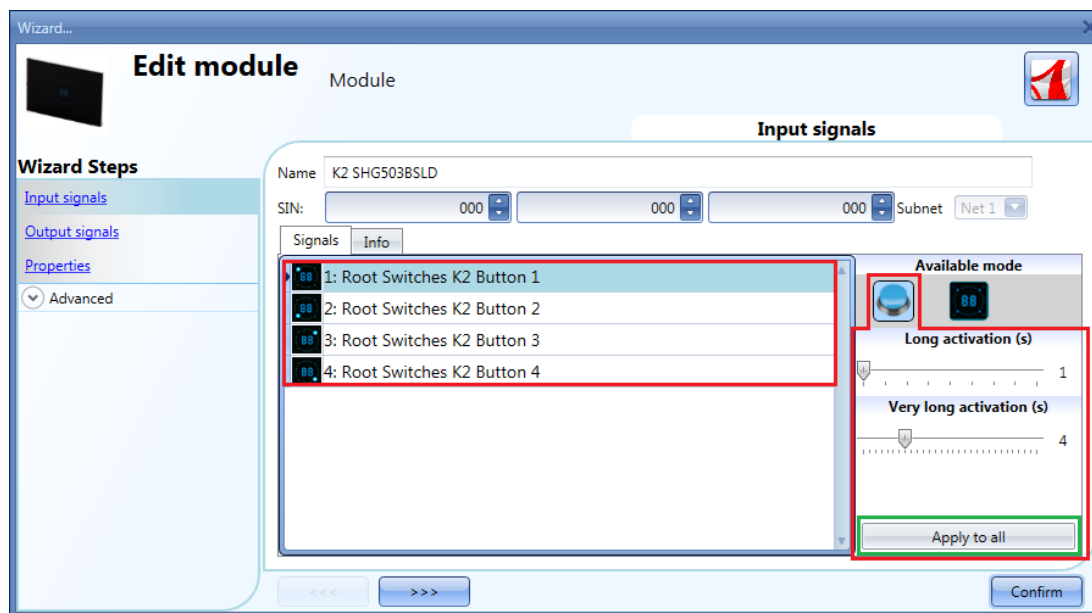 Wizard...
Edit module
Module
Input signals
Wizard Steps
Input signals
Output signals
Properties
Advanced
Name K2 SHG503BSLD
SIN: 000 000 000 Subnet Net 1
Signals Info
1: Root Switches K2 Button 1
2: Root Switches K2 Button 2
3: Root Switches K2 Button 3
4: Root Switches K2 Button 4
Available mode
88
Long activation (s)
1
Very long activation (s)
4
Apply to all
<<< >>> Confirm